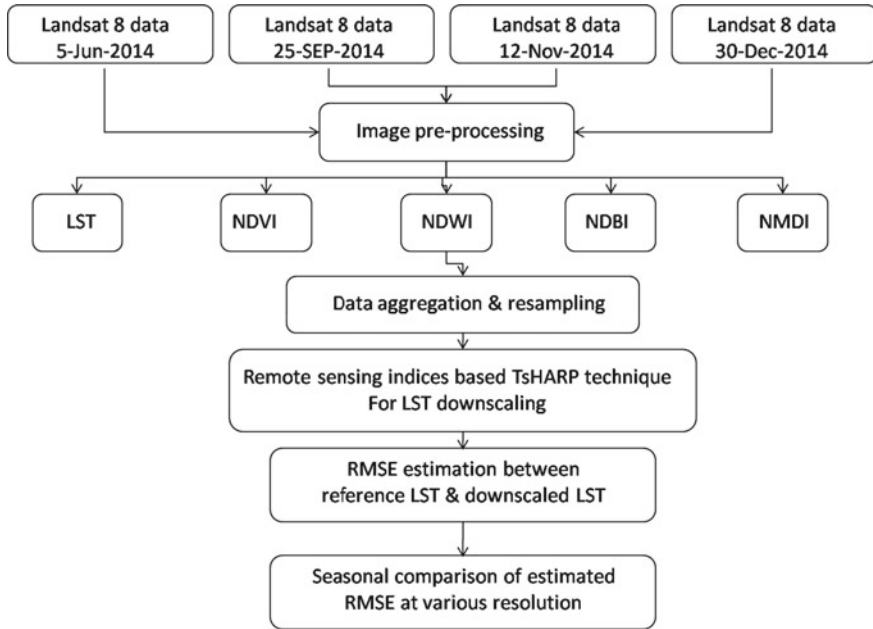 Landsat 8 data
5-Jun-2014
Landsat 8 data
25-SEP-2014
Landsat 8 data
12-Nov-2014
Landsat 8 data
30-Dec-2014
Image pre-processing
LST
NDVI
NDWI
NDBI
NMDI
Data aggregation & resampling
Remote sensing indices based TsHARP technique
For LST downscaling
RMSE estimation between
reference LST & downscaled LST
Seasonal comparison of estimated
RMSE at various resolution